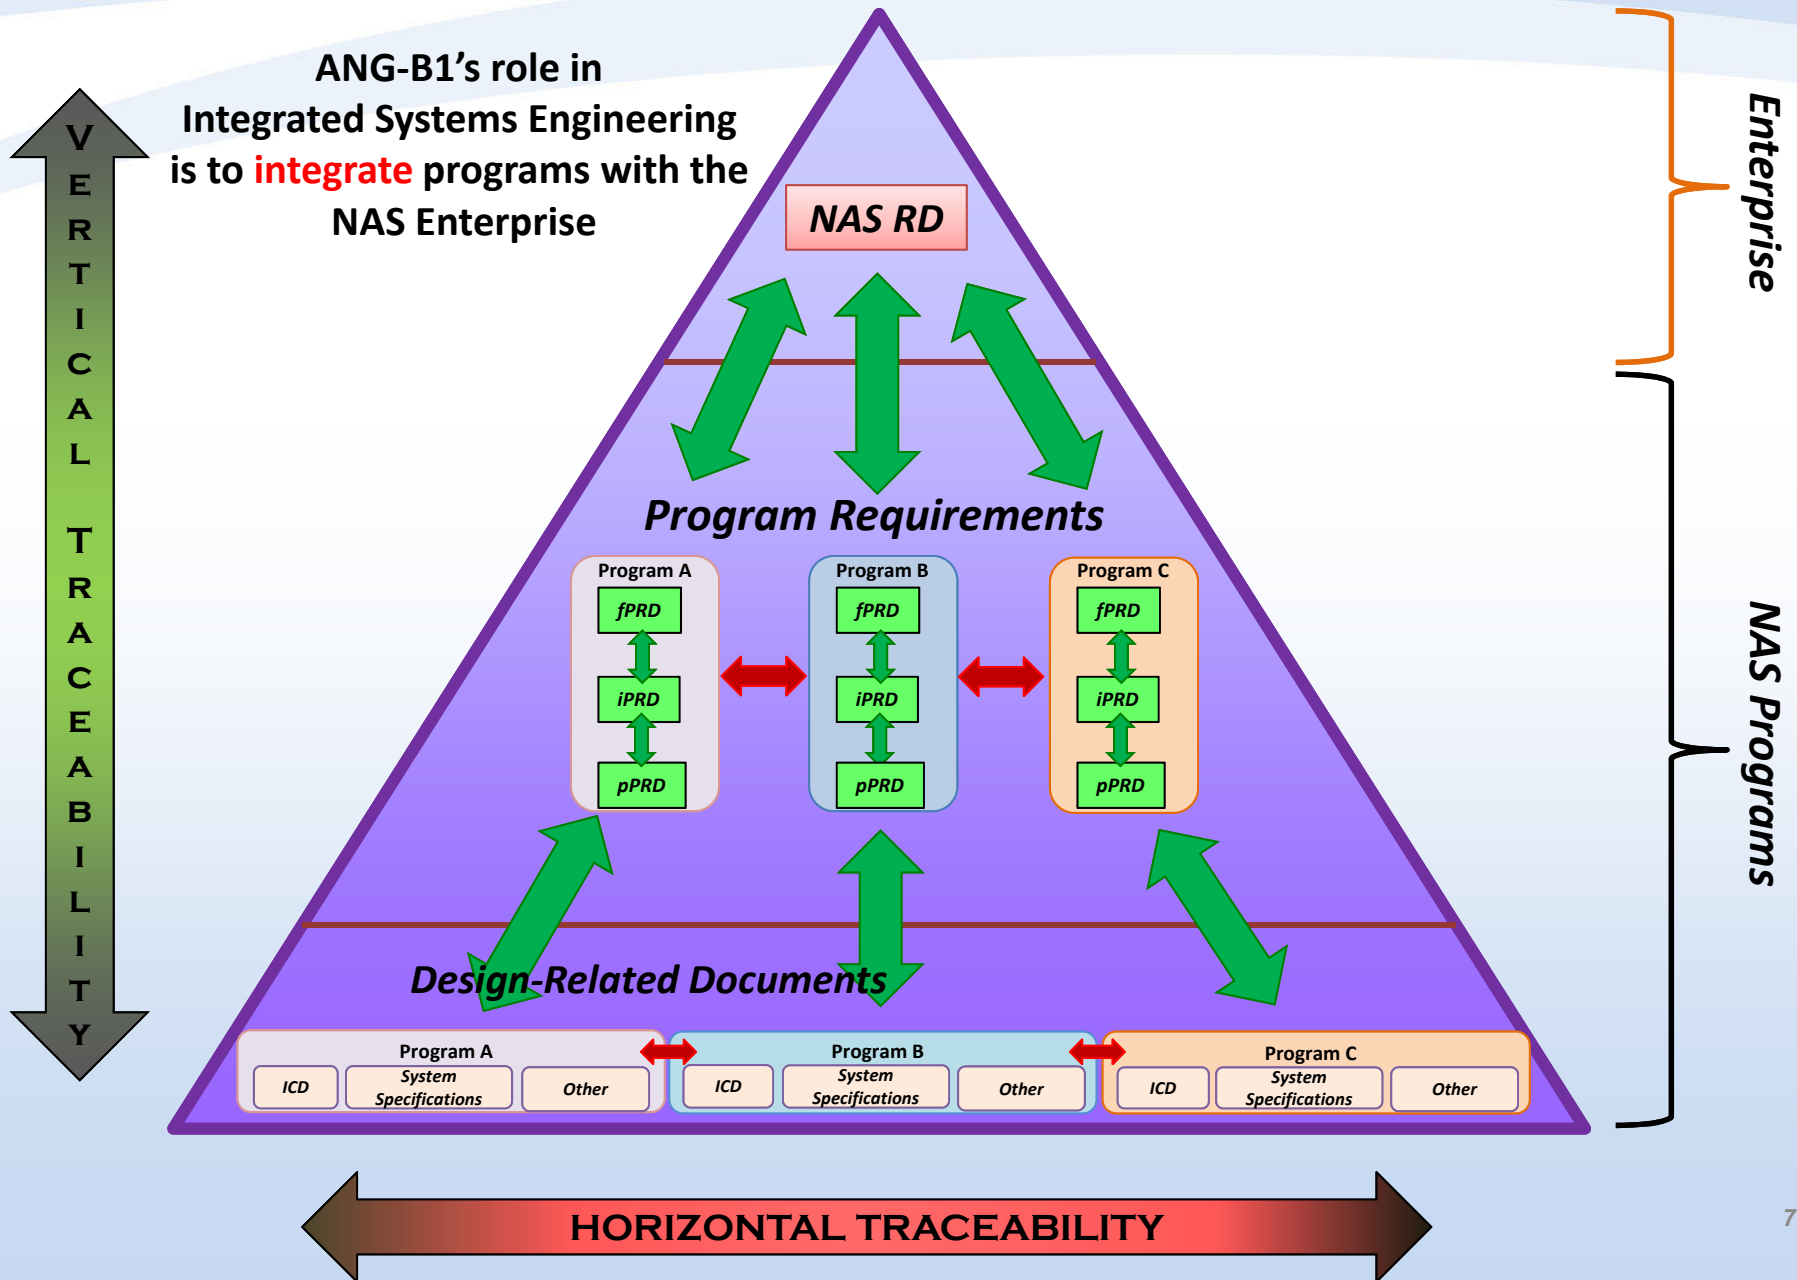 ANG-B1’s role in
Integrated Systems Engineering
is to integrate programs with the
NAS Enterprise
VERTICAL TRACEABILITY
NAS RD
Enterprise
Program Requirements
Program A
fPRD
iPRD
pPRD
Program B
fPRD
iPRD
pPRD
Program C
fPRD
iPRD
pPRD
NAS Programs
Design-Related Documents
Program A
ICD
System
Specifications
Other
Program B
ICD
System
Specifications
Other
Program C
ICD
System
Specifications
Other
HORIZONTAL TRACEABILITY
7